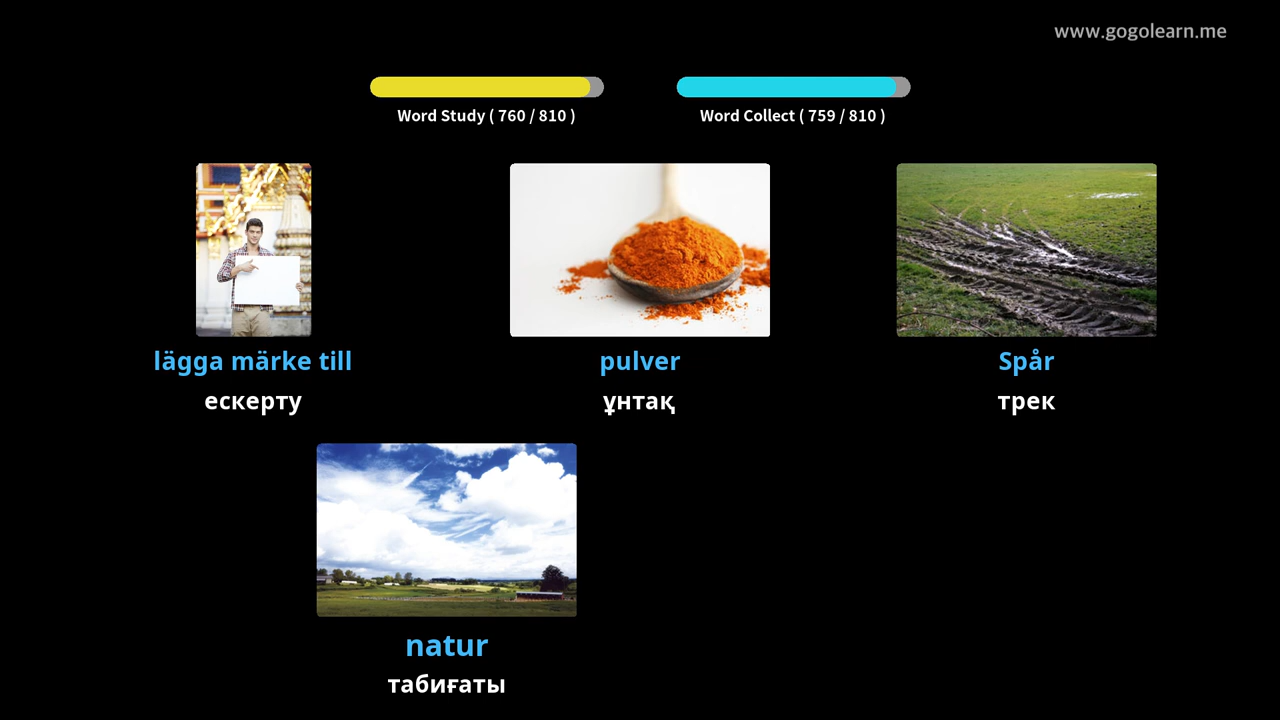 www.gogolearn.me
Word Study ( 760 / 810 )
Word Collect ( 759 / 810 )
lägga märke till
ескерту
pulver
ұнтақ
Spår
трек
natur
табиғаты